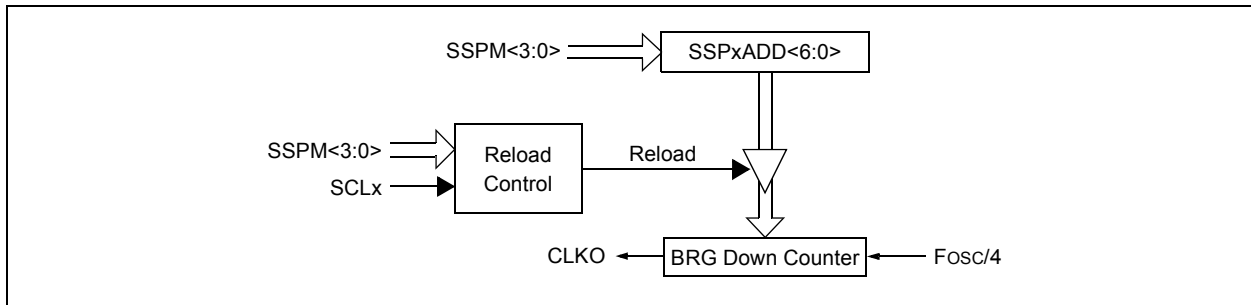 SSPM<3:0>
SSPxADD<6:0>
SSPM<3:0>
SCLx
Reload
Control
Reload
CLKO
BRG Down Counter
FOSC/4